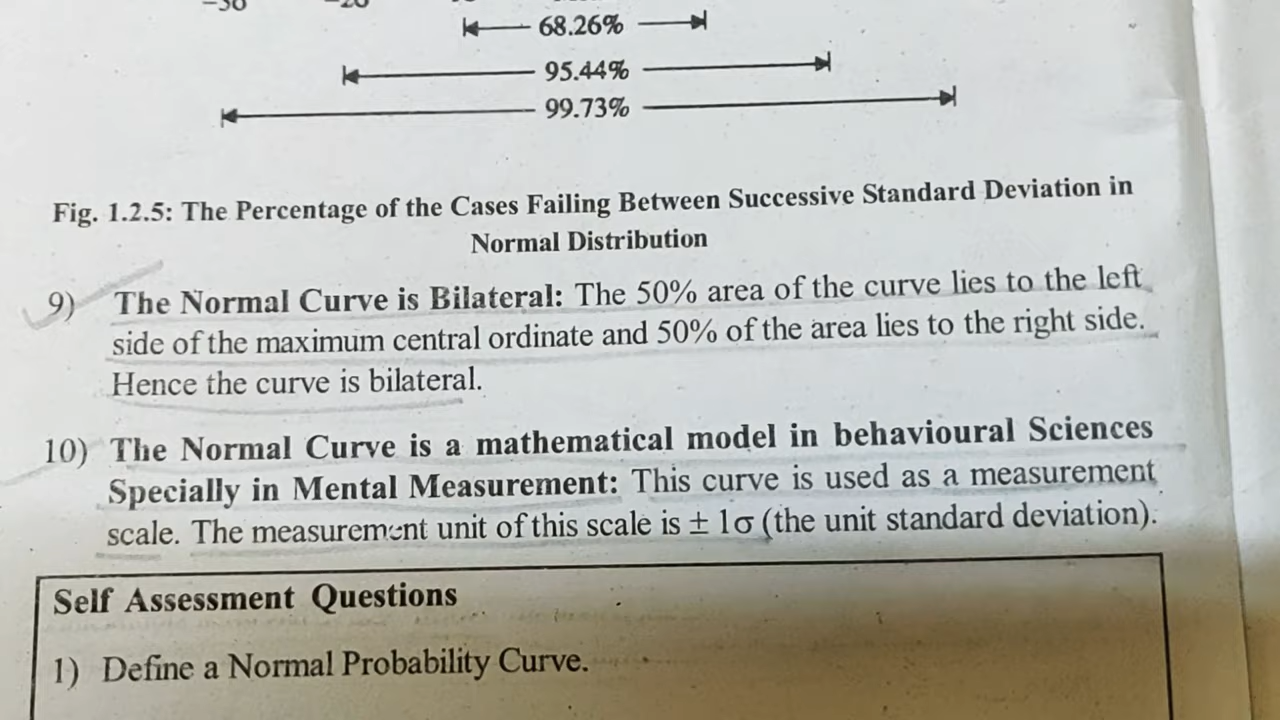 68.26%
95.44%
99.73%
Fig. 1.2.5: The Percentage of the Cases Failing Between Successive Standard Deviation in
Normal Distribution
9) The Normal Curve is Bilateral: The 50% area of the curve lies to the left
side of the maximum central ordinate and 50% of the area lies to the right side.
Hence the curve is bilateral.
10) The Normal Curve is a mathematical model in behavioural Sciences
Specially in Mental Measurement: This curve is used as a measurement
scale. The measurement unit of this scale is ± 1σ (the unit standard deviation).
Self Assessment Questions
1) Define a Normal Probability Curve.